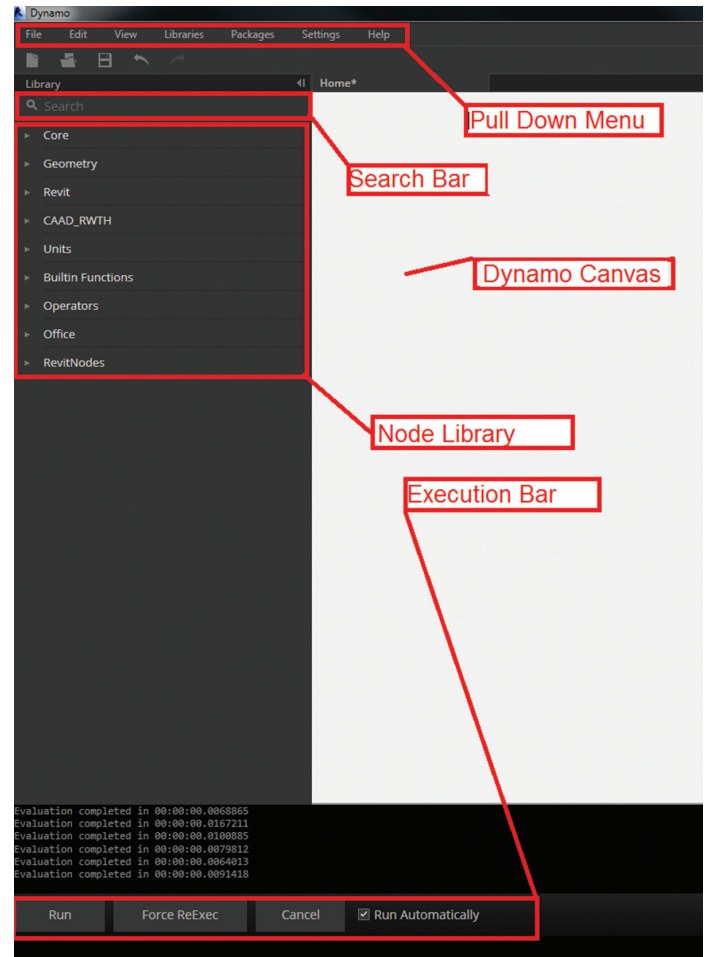 Dynamo
File Edit View Libraries Packages Settings Help
Library
Home*
Search
Pull Down Menu
Core
Geometry
Search Bar
Revit
CAAD_RWTH
Units
Dynamo Canvas
Builtin Functions
Operators
Office
RevitNodes
Node Library
Execution Bar
Evaluation completed in 00:00:00.0068865
Evaluation completed in 00:00:00.0167211
Evaluation completed in 00:00:00.0100885
Evaluation completed in 00:00:00.0079812
Evaluation completed in 00:00:00.0064013
Evaluation completed in 00:00:00.0091418
Run Force ReExec Cancel Run Automatically